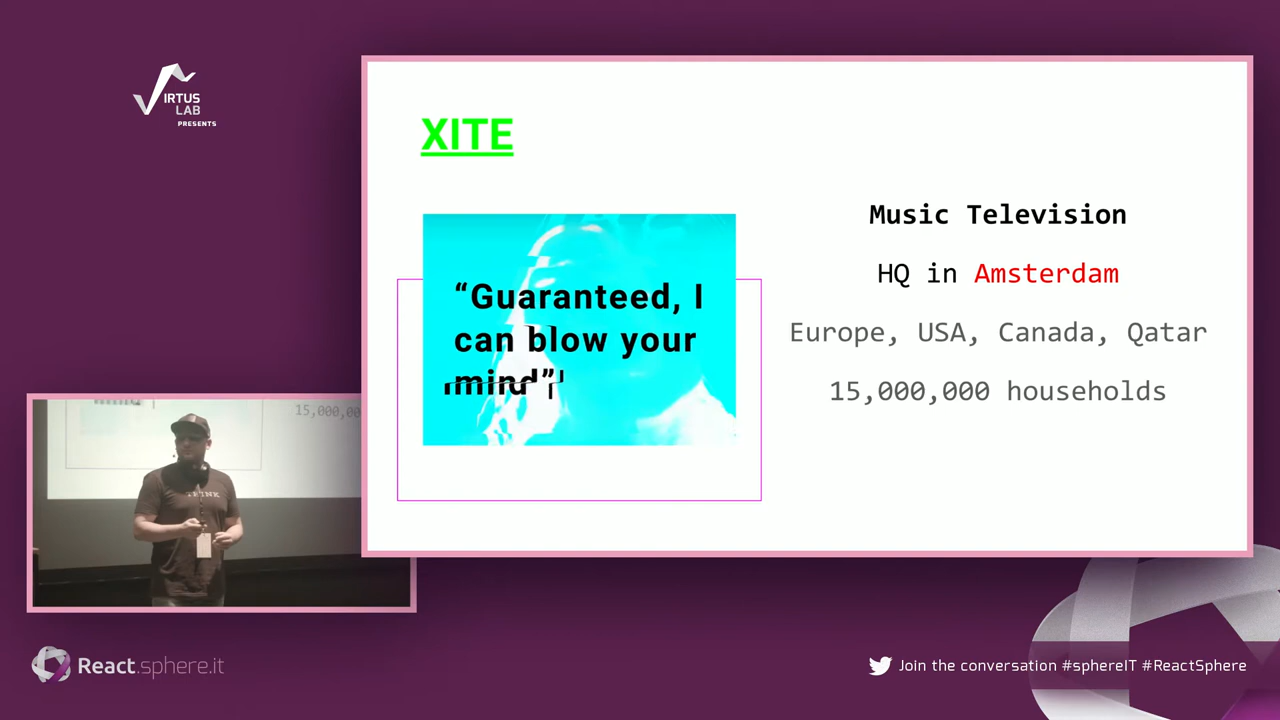 VIRTUS
LAB
PRESENTS
XITE
“Guaranteed, I
can blow your
mind”
Music Television
HQ in Amsterdam
Europe, USA, Canada, Qatar
15,000,000 households
15,000,00
THINK
React.sphere.it
Join the conversation #sphereIT #ReactSphere